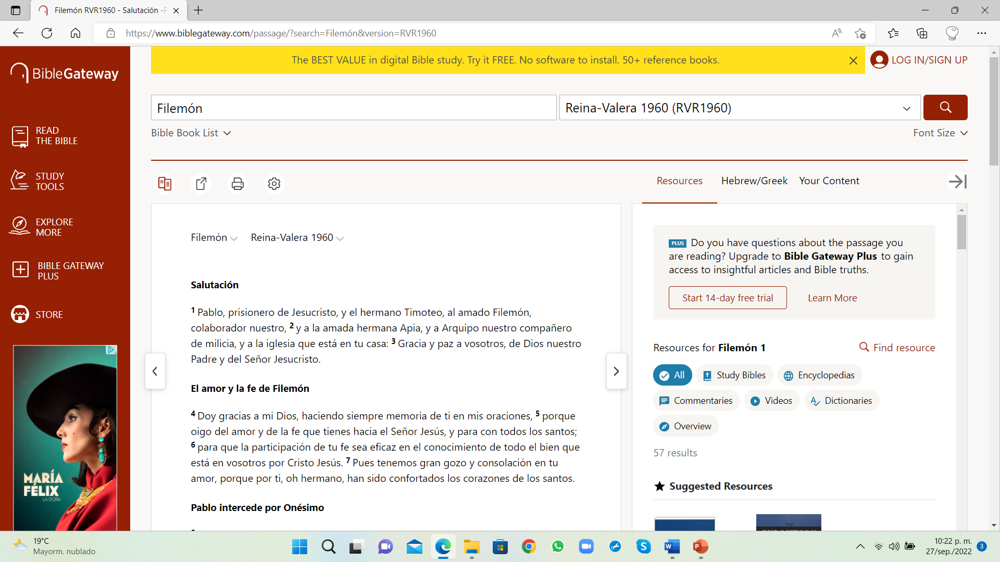 Filemón RVR1960 - Salutación -
https://www.biblegateway.com/passage/?search=Filemón&version=RVR1960
BibleGateway
The BEST VALUE in digital Bible study. Try it FREE. No software to install. 50+ reference books.
LOG IN/SIGN UP
Filemón
Reina-Valera 1960 (RVR1960)
Bible Book List
Font Size
READ
THE BIBLE
STUDY
TOOLS
EXPLORE
MORE
BIBLE GATEWAY
PLUS
STORE
MARÍA
FÉLIX
LA DOÑA
Filemón
Reina-Valera 1960
Salutación
1 Pablo, prisionero de Jesucristo, y el hermano Timoteo, al amado Filemón,
colaborador nuestro, 2 y a la amada hermana Apia, y a Arquipo nuestro compañero
de milicia, y a la iglesia que está en tu casa: 3 Gracia y paz a vosotros, de Dios nuestro
Padre y del Señor Jesucristo.
El amor y la fe de Filemón
4 Doy gracias a mi Dios, haciendo siempre memoria de ti en mis oraciones, 5 porque
oigo del amor y de la fe que tienes hacia el Señor Jesús, y para con todos los santos;
6 para que la participación de tu fe sea eficaz en el conocimiento de todo el bien que
está en vosotros por Cristo Jesús. 7 Pues tenemos gran gozo y consolación en tu
amor, porque por ti, oh hermano, han sido confortados los corazones de los santos.
Pablo intercede por Onésimo
Resources
Hebrew/Greek
Your Content
PLUS Do you have questions about the passage you
are reading? Upgrade to Bible Gateway Plus to gain
access to insightful articles and Bible truths.
Start 14-day free trial
Learn More
Resources for Filemón 1
Find resource
All
Study Bibles
Encyclopedias
Commentaries
Videos
Dictionaries
Overview
57 results
Suggested Resources
THE
19°C
Mayorm. nublado
10:22 p. m.
27/sep./2022
3